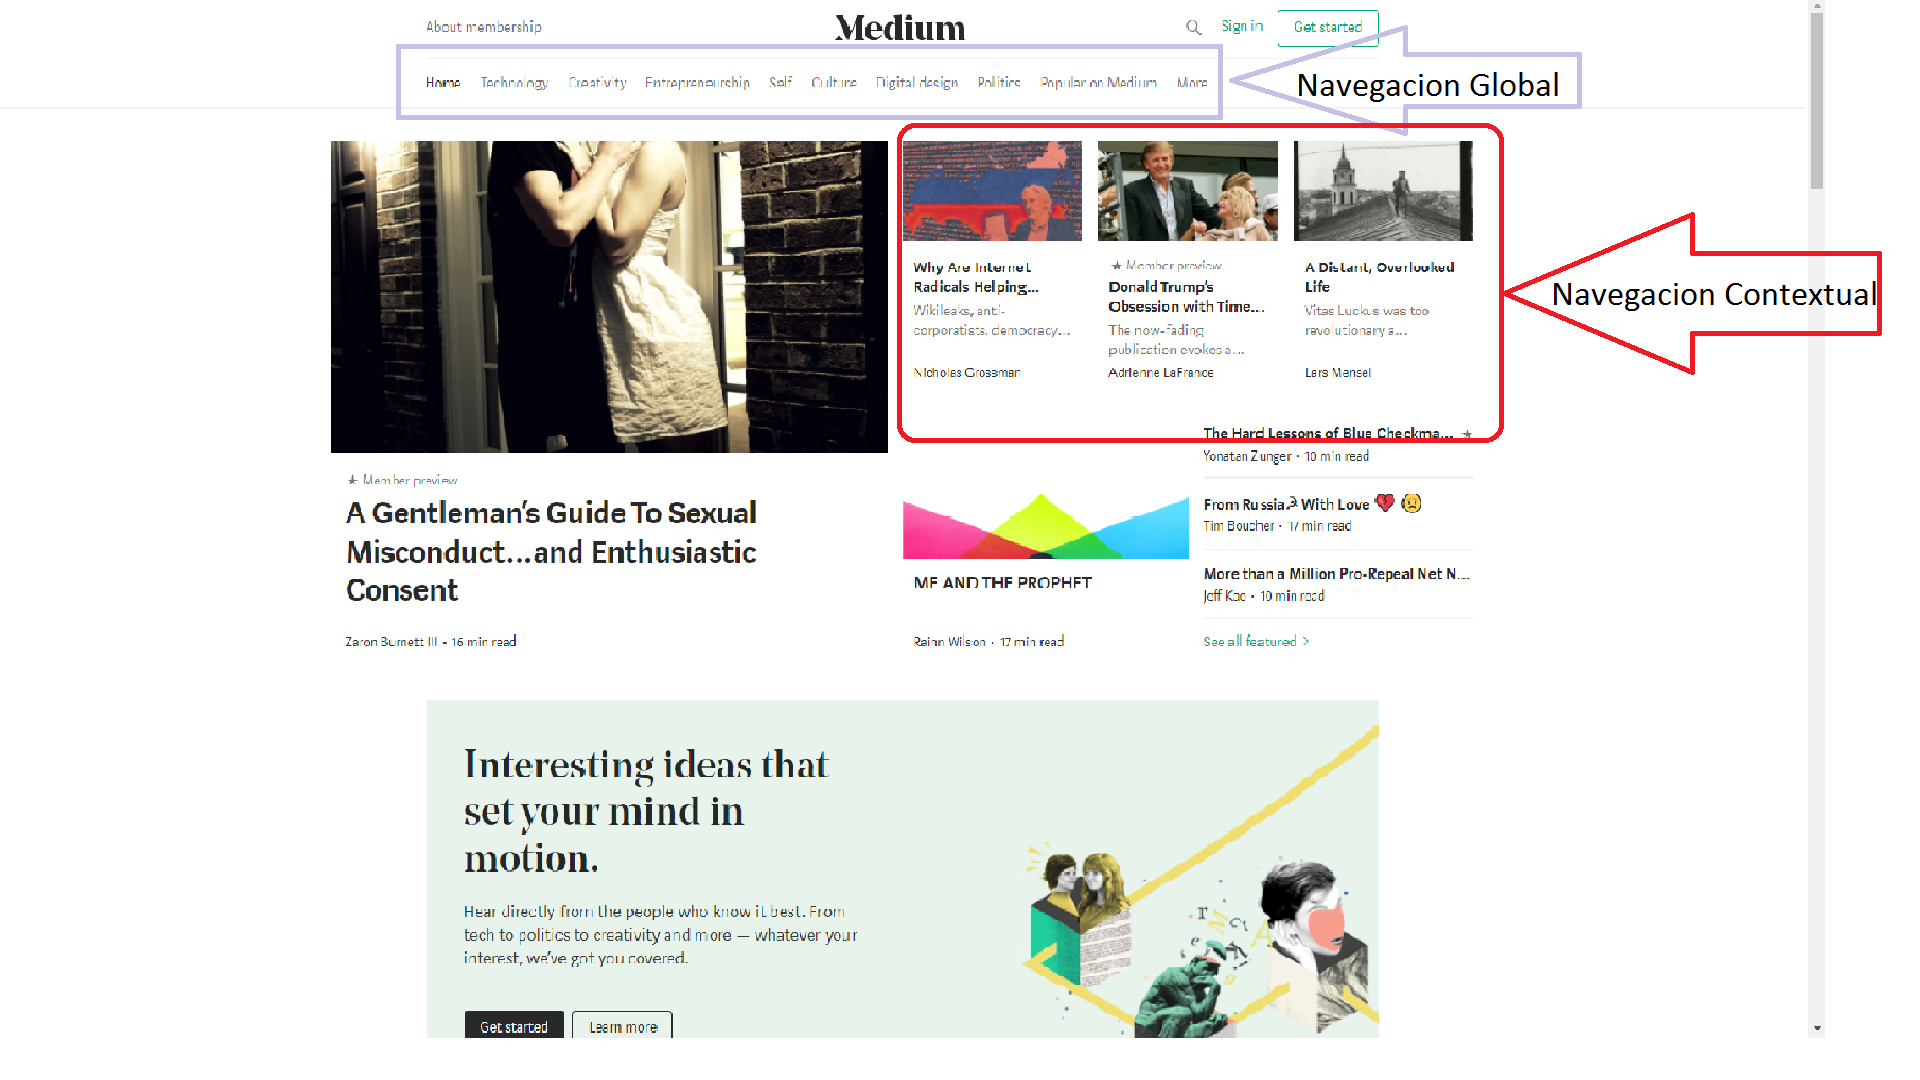 About membership
Medium
Sign in
Get started
Home Technology Creativity Entrepreneurship Self Culture Digital design Politics Popular on Medium More
Navegacion Global
Why Are Internet
Radicals Helping...
Wikileaks, anti-
corporatists, democracy...
Nicholas Grossman
★ Member preview
Donald Trump's
Obsession with Time....
The now-fading
publication evokes a...
Adrienne LaFrance
A Distant, Overlooked
Life
Vitas Luckus was too
revolutionary a...
Lars Mensel
Navegacion Contextual
★ Member preview
A Gentleman's Guide To Sexual
Misconduct...and Enthusiastic
Consent
Zaron Burnett III · 16 min read
ME AND THE PROPHET
Rainn Wilson · 17 min read
The Hard Lessons of Blue Checkma... ★
Yonatan Zunger · 10 min read
From Russia☭ With Love 💔 😥
Tim Boucher · 17 min read
More than a Million Pro-Repeal Net N...
Jeff Kao · 10 min read
See all featured >
Interesting ideas that
set your mind in
motion.
Hear directly from the people who know it best. From
tech to politics to creativity and more — whatever your
interest, we've got you covered.
Get started
Learn more